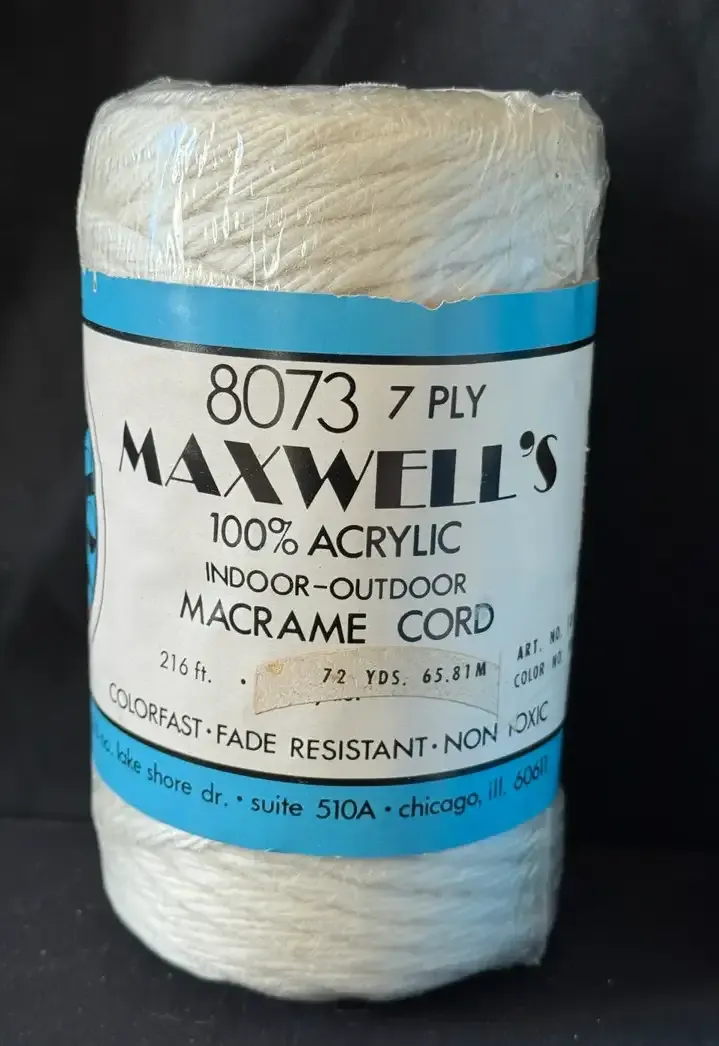 8073 7 PLY
MAXWELL'S
100% ACRYLIC
INDOOR-OUTDOOR
MACRAME CORD
216 ft. • 72 YDS. 65.81M
ART. NO.
COLOR NO.
COLORFAST • FADE RESISTANT • NON TOXIC
no. lake shore dr. • suite 510A • chicago, ill. 60611